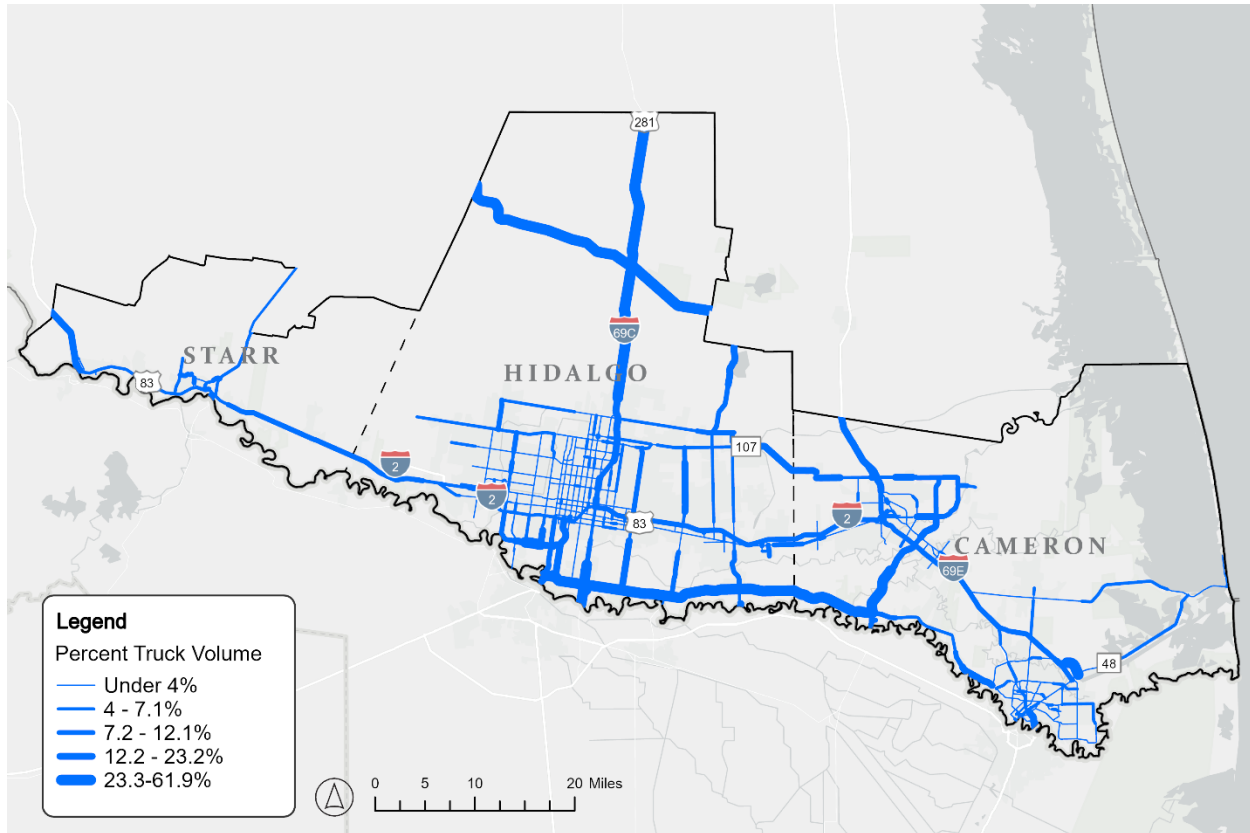 281
69C
STARR
HIDALGO
83
107
2
2
83
2
CAMERON
69E
48
Legend
Percent Truck Volume
Under 4%
4 - 7.1%
7.2 - 12.1%
12.2 - 23.2%
23.3-61.9%
0 5 10 20 Miles